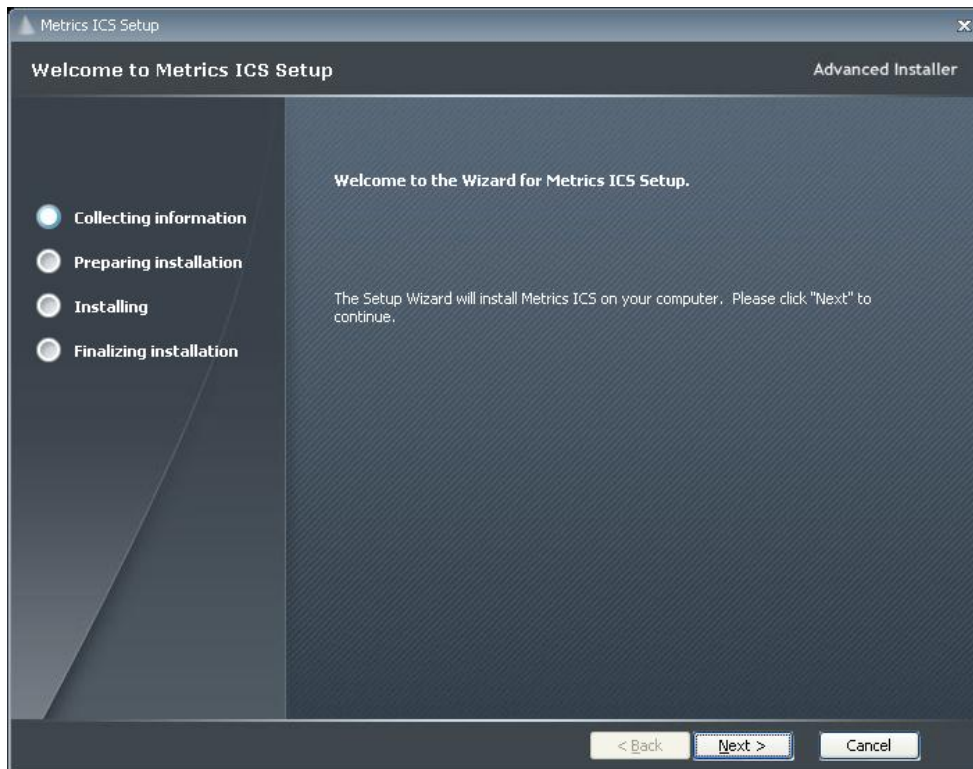 Metrics ICS Setup
Welcome to Metrics ICS Setup
Advanced Installer
Collecting information
Preparing installation
Installing
Finalizing installation
Welcome to the Wizard for Metrics ICS Setup.
The Setup Wizard will install Metrics ICS on your computer.  Please click "Next" to
continue.
< Back
Next >
Cancel